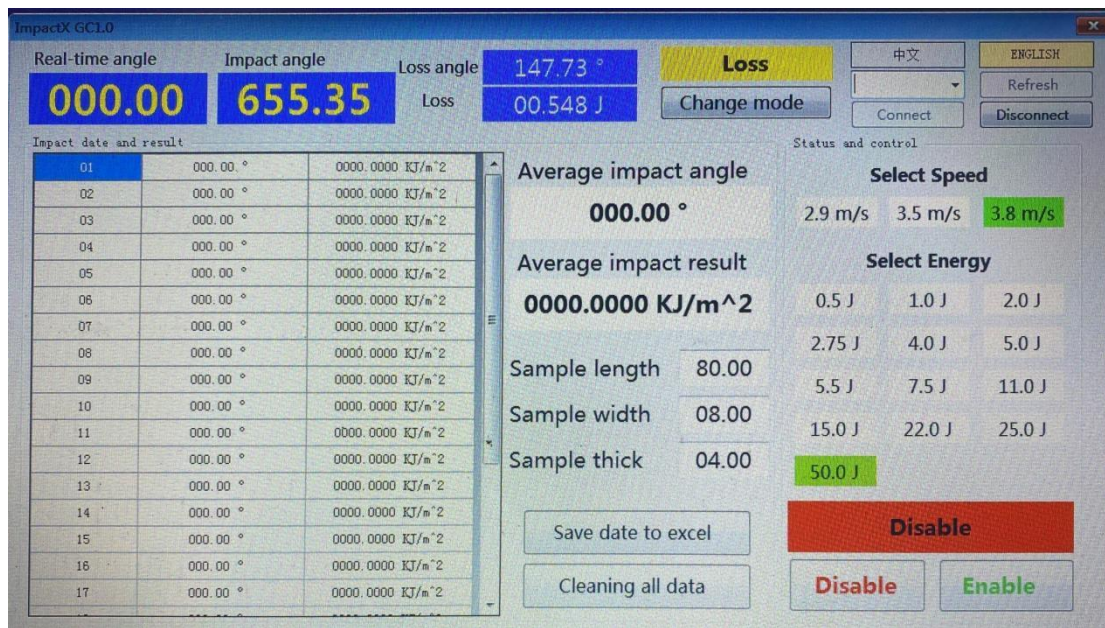 ImpactX GC1.0
Real-time angle
Impact angle
Loss angle
147.73 °
Loss
中文
ENGLISH
000.00
655.35
Loss
00.548 J
Change mode
Refresh
Connect
Disconnect
Impact date and result
Status and control
01 000.00.° 0000.0000 KJ/m^2
02 000.00 ° 0000.0000 KJ/m^2
03 000.00 ° 0000.0000 KJ/m^2
04 000.00 ° 0000.0000 KJ/m^2
05 000.00 ° 0000.0000 KJ/m^2
06 000.00 ° 0000.0000 KJ/m^2
07 000.00 ° 0000.0000 KJ/m^2
08 000.00 ° 0000.0000 KJ/m^2
09 000.00 ° 0000.0000 KJ/m^2
10 000.00 ° 0000.0000 KJ/m^2
11 000.00 ° 0000.0000 KJ/m^2
12 000.00 ° 0000.0000 KJ/m^2
13 000.00 ° 0000.0000 KJ/m^2
14 000.00 ° 0000.0000 KJ/m^2
15 000.00 ° 0000.0000 KJ/m^2
16 000.00 ° 0000.0000 KJ/m^2
17 000.00 ° 0000.0000 KJ/m^2
Average impact angle
000.00 °
Average impact result
0000.0000 KJ/m^2
Sample length 80.00
Sample width 08.00
Sample thick 04.00
Save date to excel
Cleaning all data
Select Speed
2.9 m/s 3.5 m/s 3.8 m/s
Select Energy
0.5 J 1.0 J 2.0 J
2.75 J 4.0 J 5.0 J
5.5 J 7.5 J 11.0 J
15.0 J 22.0 J 25.0 J
50.0 J
Disable
Disable Enable